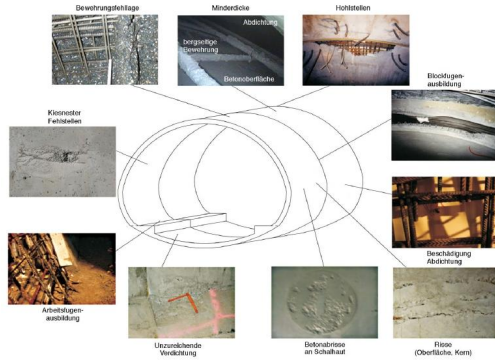 Bewehrungsfehllage
Minderdicke
Hohlstellen
Abdichtung
bergseitige
Bewehrung
Betonoberfläche
Blockfugen-
ausbildung
Kiesnester
Fehlstellen
Beschädigung
Abdichtung
Arbeitsfugen-
ausbildung
Unzureichende
Verdichtung
Betonabrisse
an Schalhaut
Risse
(Oberfläche, Kern)